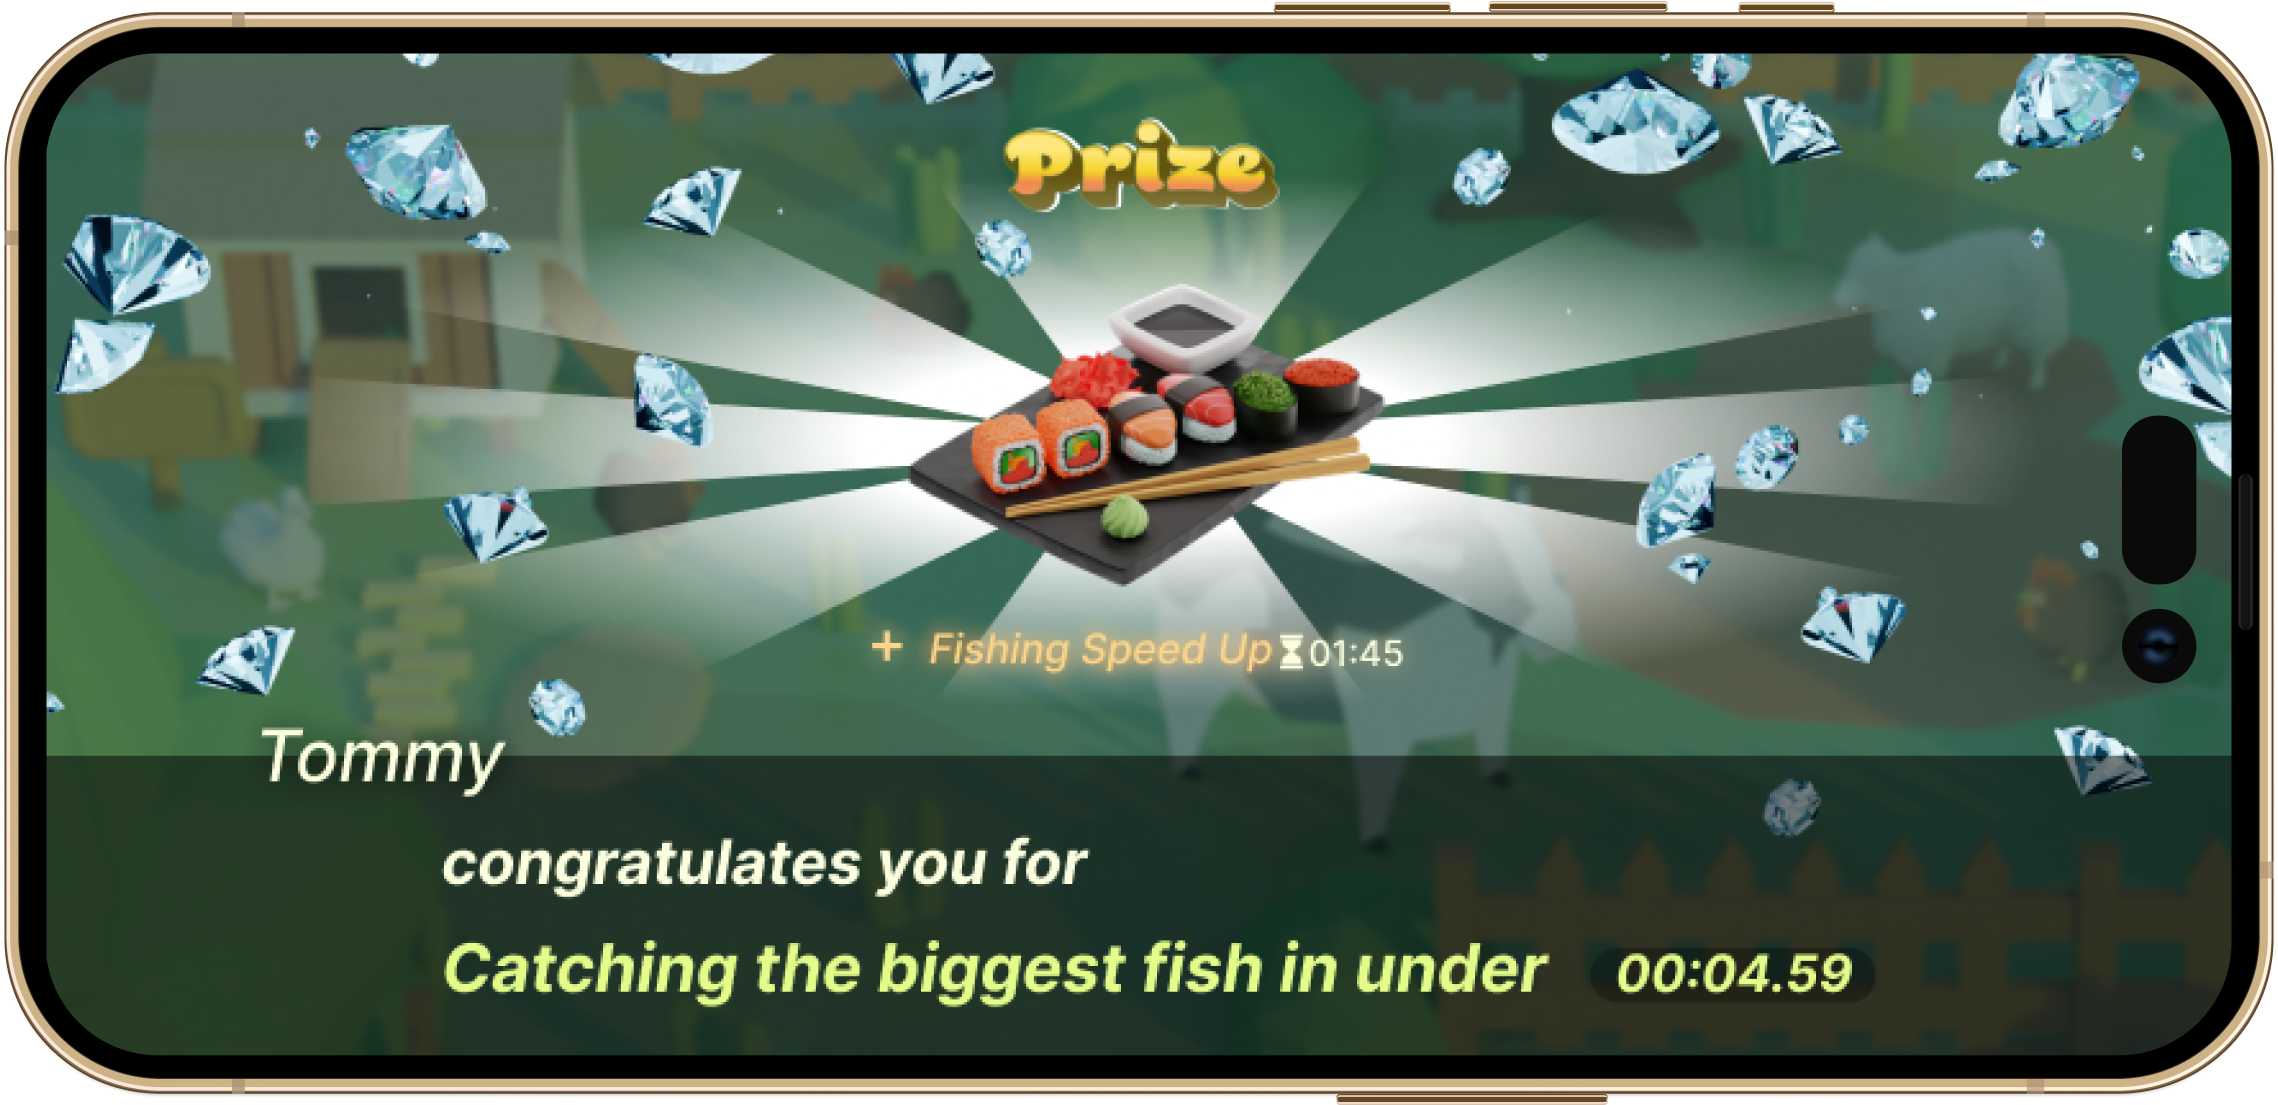 Prize
+ Fishing Speed Up 01:45
Tommy
congratulates you for
Catching the biggest fish in under 00:04.59